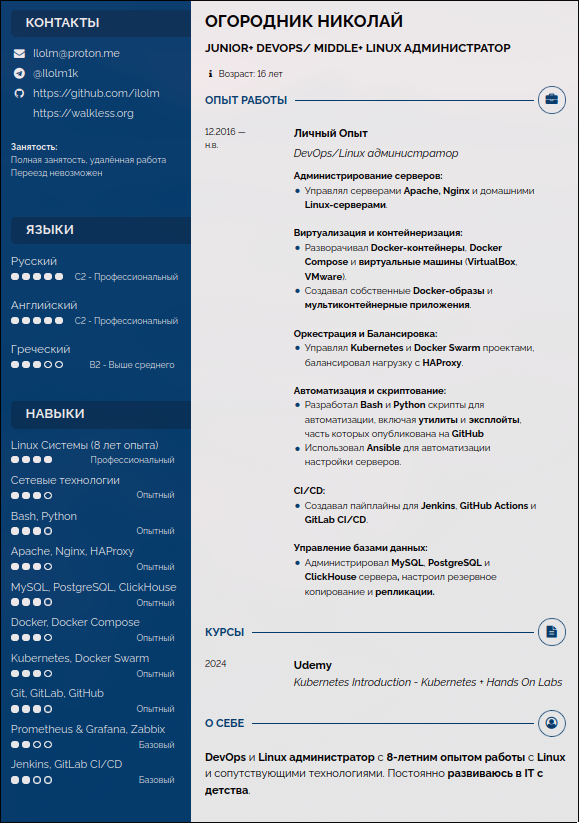 КОНТАКТЫ
Ilolm@proton.me
@Ilolm1k
https://github.com/ilolm
https://walkless.org
Занятость:
Полная занятость, удалённая работа
Переезд невозможен
ЯЗЫКИ
Русский
C2 - Профессиональный
Английский
C2 - Профессиональный
Греческий
B2 - Выше среднего
НАВЫКИ
Linux Системы (8 лет опыта)
Профессиональный
Сетевые технологии
Опытный
Bash, Python
Опытный
Apache, Nginx, HAProxy
Опытный
MySQL, PostgreSQL, ClickHouse
Опытный
Docker, Docker Compose
Опытный
Kubernetes, Docker Swarm
Опытный
Git, GitLab, GitHub
Опытный
Prometheus & Grafana, Zabbix
Базовый
Jenkins, GitLab CI/CD
Базовый
ОГОРОДНИК НИКОЛАЙ
JUNIOR+ DEVOPS/ MIDDLE+ LINUX АДМИНИСТРАТОР
Возраст: 16 лет
ОПЫТ РАБОТЫ
12.2016 —
н.в.
Личный Опыт
DevOps/Linux администратор
Администрирование серверов:
• Управлял серверами Apache, Nginx и домашними
Linux-серверами.
Виртуализация и контейнеризация:
• Разворачивал Docker-контейнеры, Docker
Compose и виртуальные машины (VirtualBox,
VMware).
• Создавал собственные Docker-образы и
мультиконтейнерные приложения.
Оркестрация и Балансировка:
• Управлял Kubernetes и Docker Swarm проектами,
балансировал нагрузку с HAProxy.
Автоматизация и скриптование:
• Разработал Bash и Python скрипты для
автоматизации, включая утилиты и эксплойты,
часть которых опубликована на GitHub
• Использовал Ansible для автоматизации
настройки серверов.
CI/CD:
• Создавал пайплайны для Jenkins, GitHub Actions и
GitLab CI/CD.
Управление базами данных:
• Администрировал MySQL, PostgreSQL и
ClickHouse сервера, настроил резервное
копирование и репликации.
КУРСЫ
2024
Udemy
Kubernetes Introduction - Kubernetes + Hands On Labs
О СЕБЕ
DevOps и Linux администратор с 8-летним опытом работы с Linux
и сопутствующими технологиями. Постоянно развиваюсь в IT с
детства.